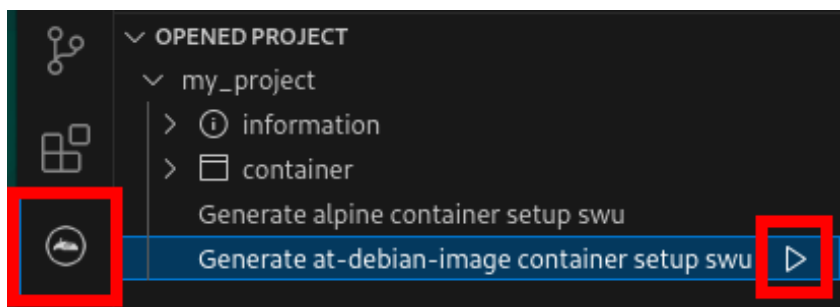 OPENED PROJECT
my_project
information
container
Generate alpine container setup swu
Generate at-debian-image container setup swu